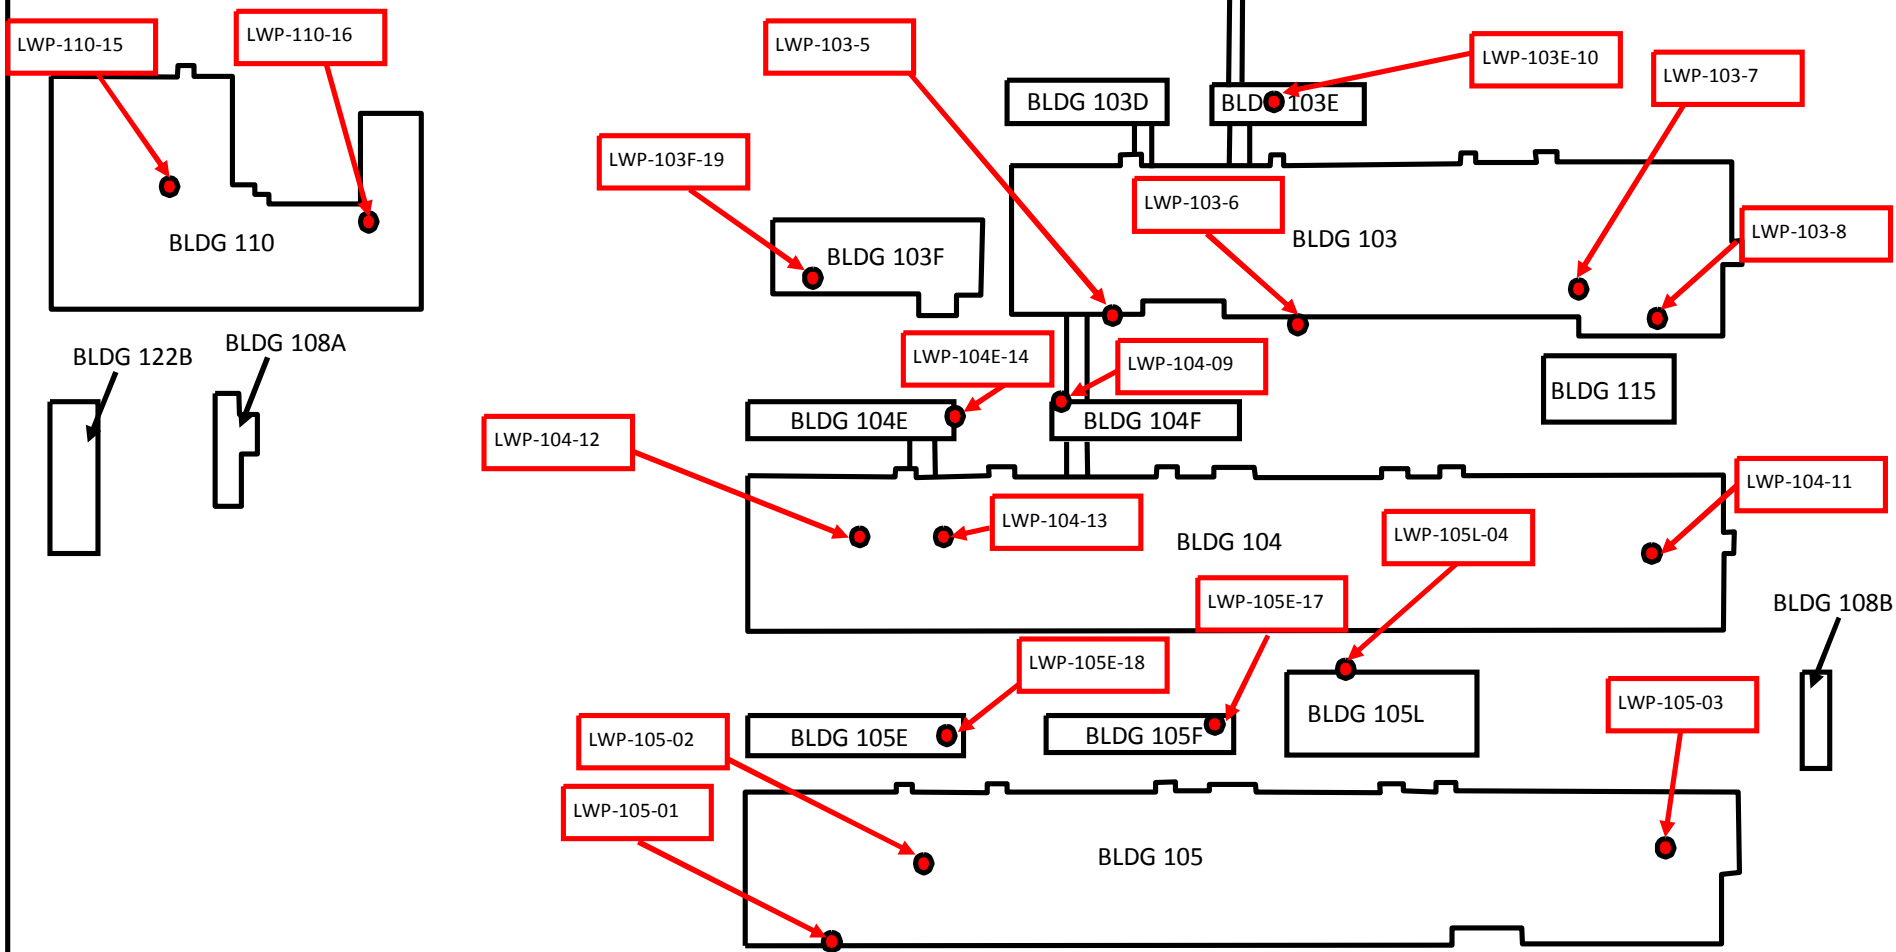 LWP-110-15
LWP-110-16
LWP-103-5
LWP-103E-10
LWP-103-7
BLDG 103D
BLDG 103E
LWP-103F-19
LWP-103-6
LWP-103-8
BLDG 110
BLDG 103F
BLDG 103
BLDG 122B
BLDG 108A
LWP-104E-14
LWP-104-09
BLDG 115
BLDG 104E
BLDG 104F
LWP-104-12
LWP-104-11
LWP-104-13
BLDG 104
LWP-105L-04
LWP-105E-17
BLDG 108B
LWP-105E-18
LWP-105-03
BLDG 105L
LWP-105-02
BLDG 105E
BLDG 105F
LWP-105-01
BLDG 105